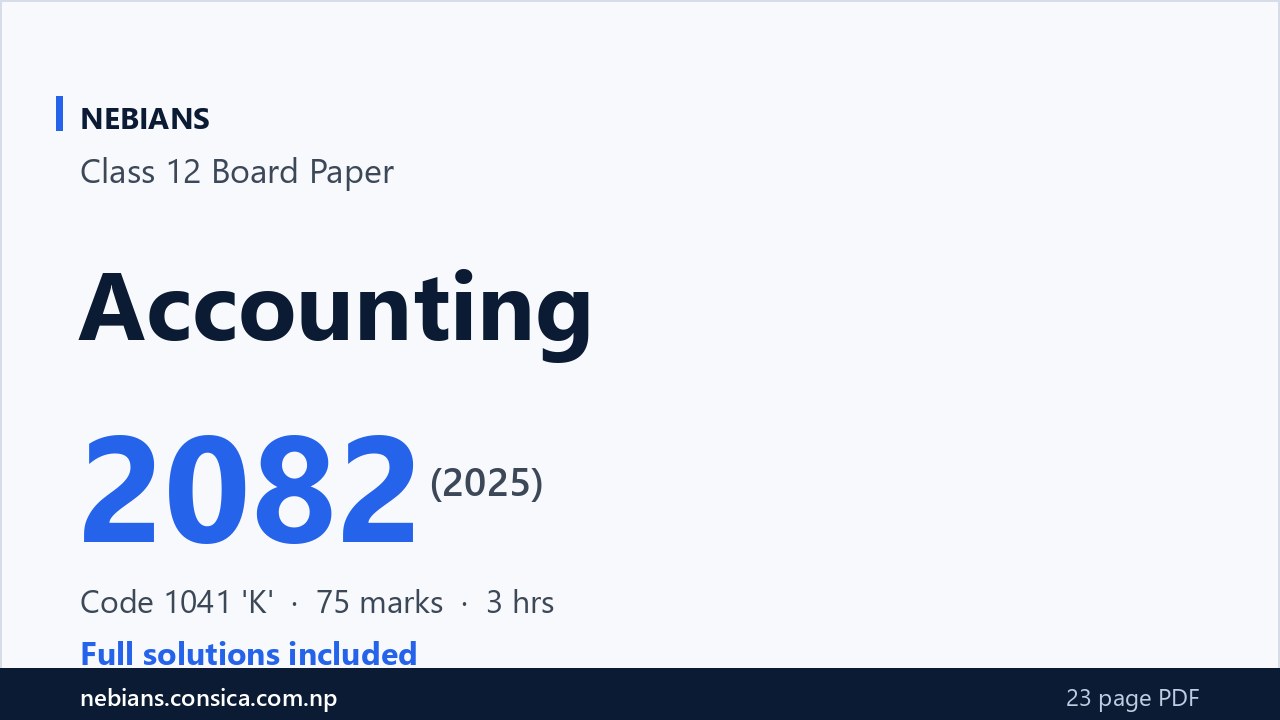 NEBIANS
Class 12 Board Paper
Accounting
2082 (2025)
Code 1041 'K' · 75 marks · 3 hrs
Full solutions included
nebians.consica.com.np
23 page PDF